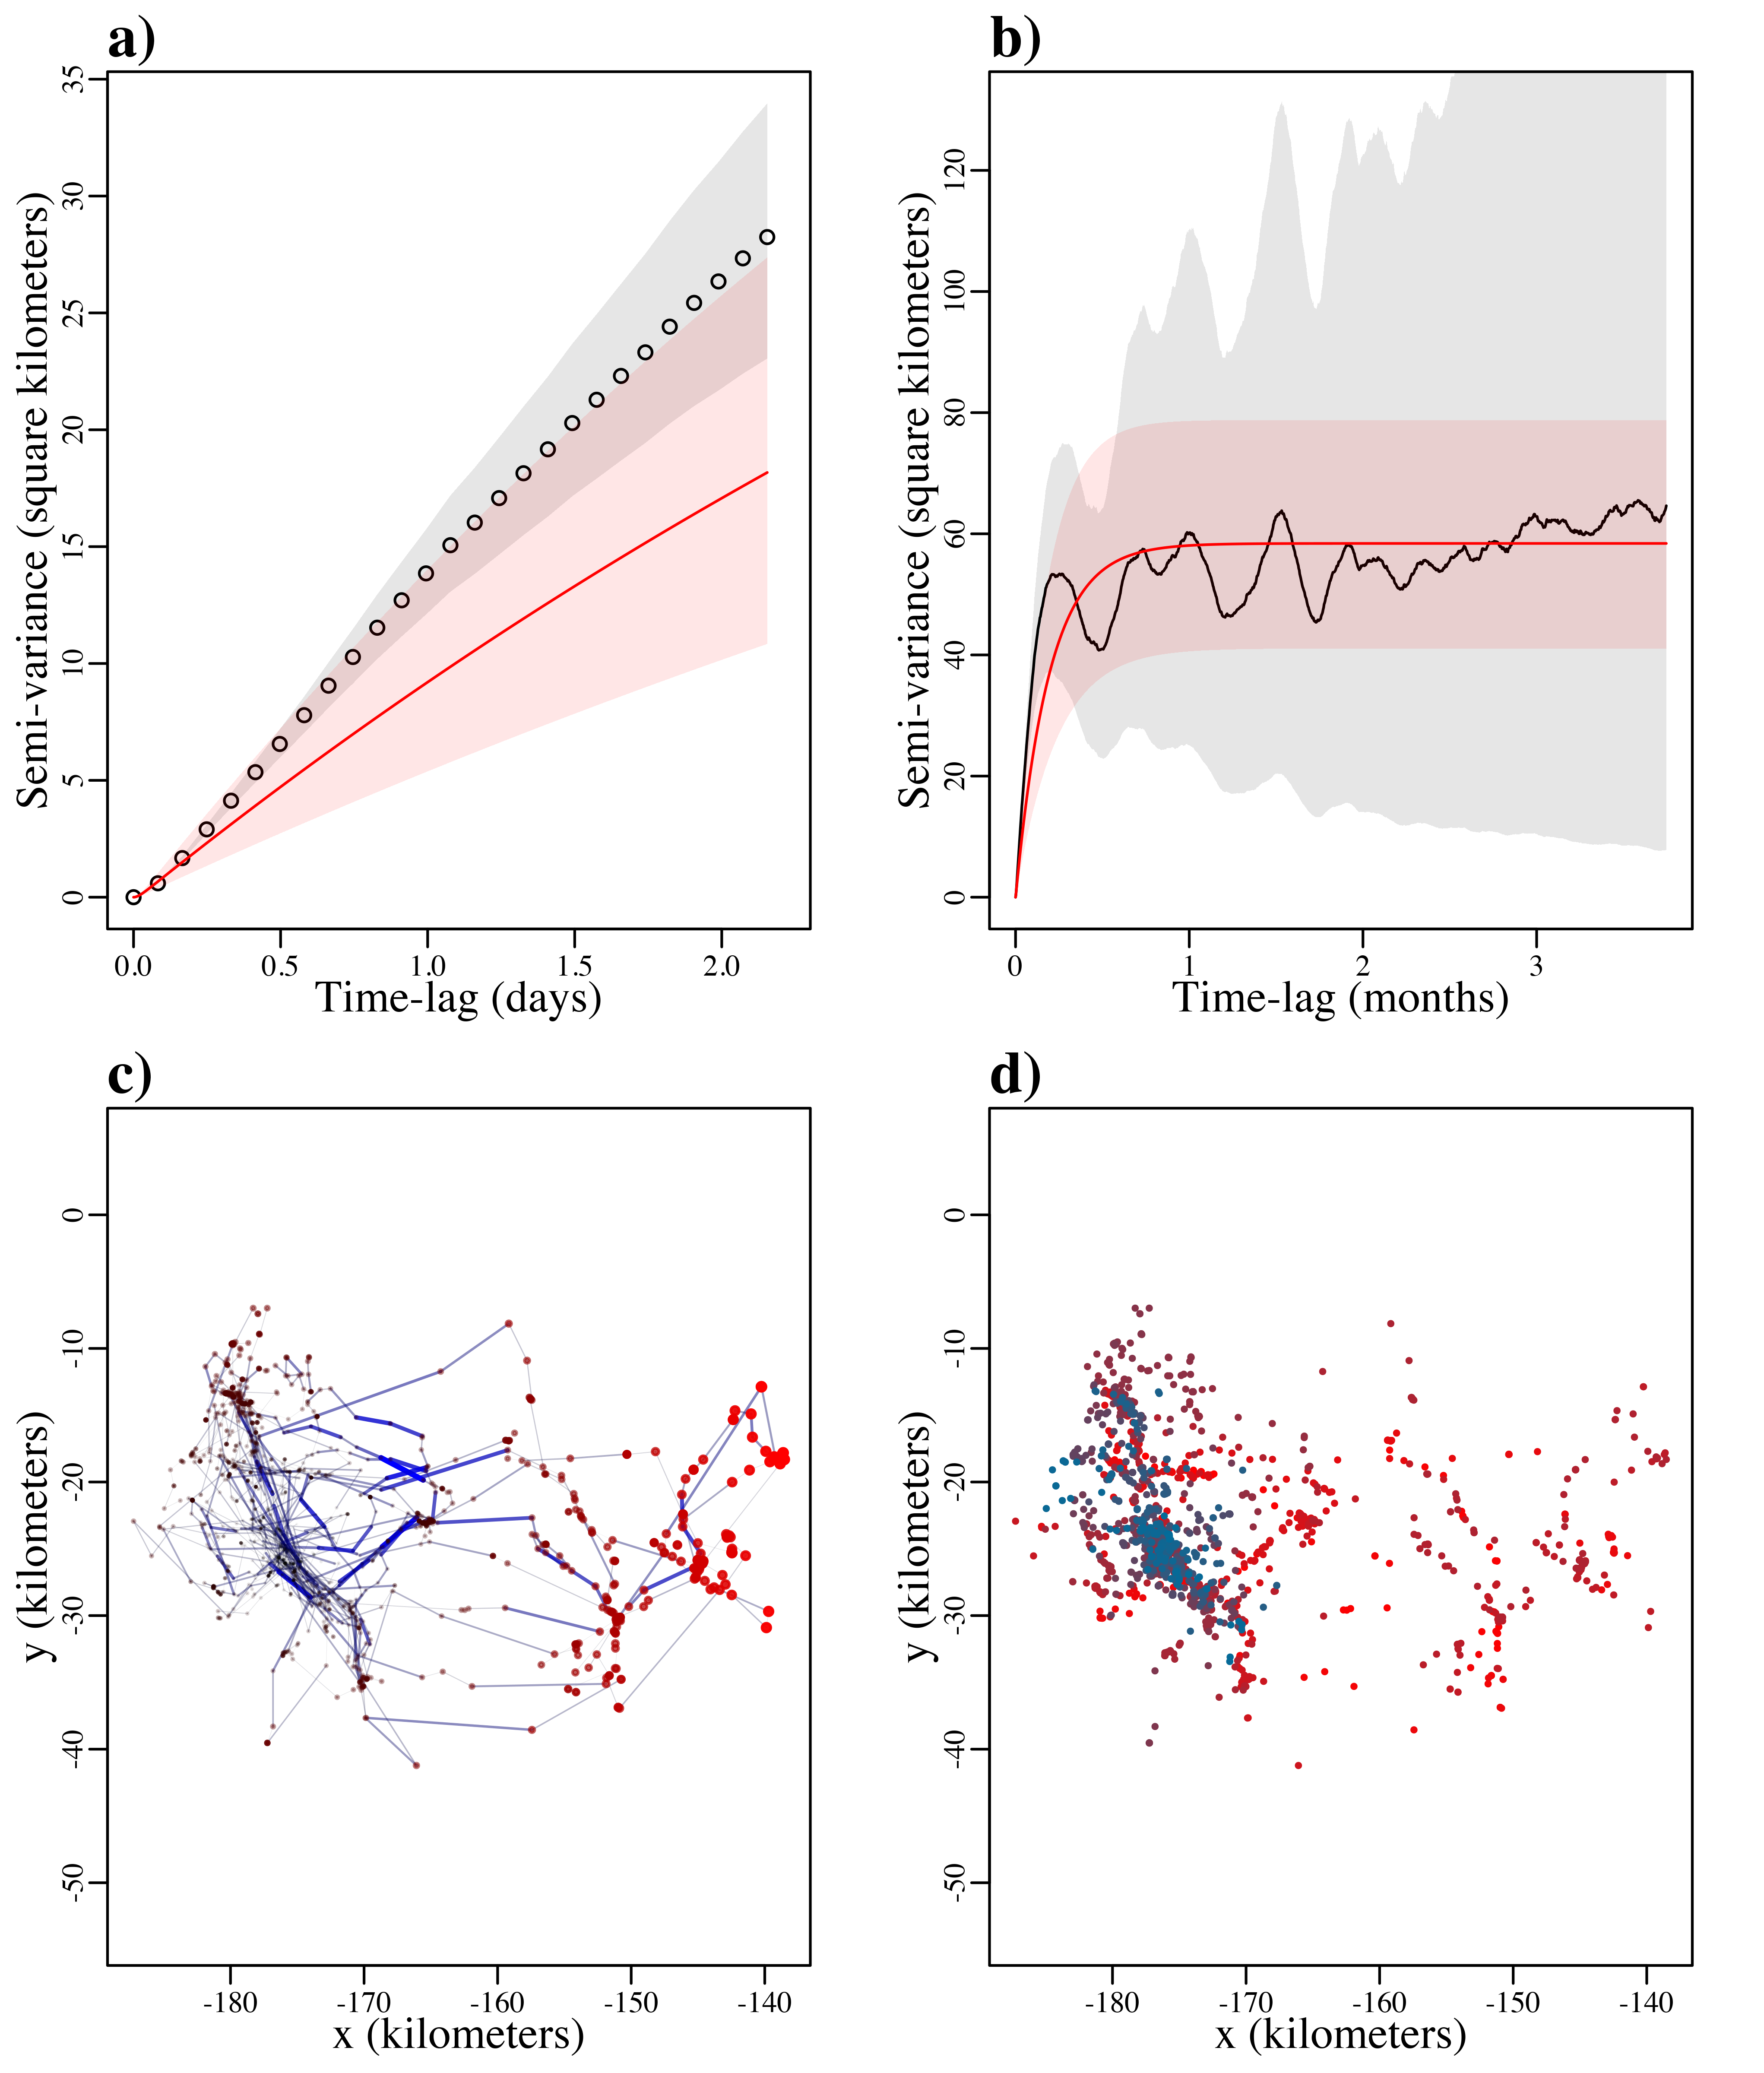 a)
Semi-variance (square kilometers)
0 5 10 15 20 25 30 35
0.0 0.5 1.0 1.5 2.0
Time-lag (days)
b)
Semi-variance (square kilometers)
0 20 40 60 80 100 120
0 1 2 3
Time-lag (months)
c)
y (kilometers)
-50 -40 -30 -20 -10 0
-180 -170 -160 -150 -140
x (kilometers)
d)
y (kilometers)
-50 -40 -30 -20 -10 0
-180 -170 -160 -150 -140
x (kilometers)